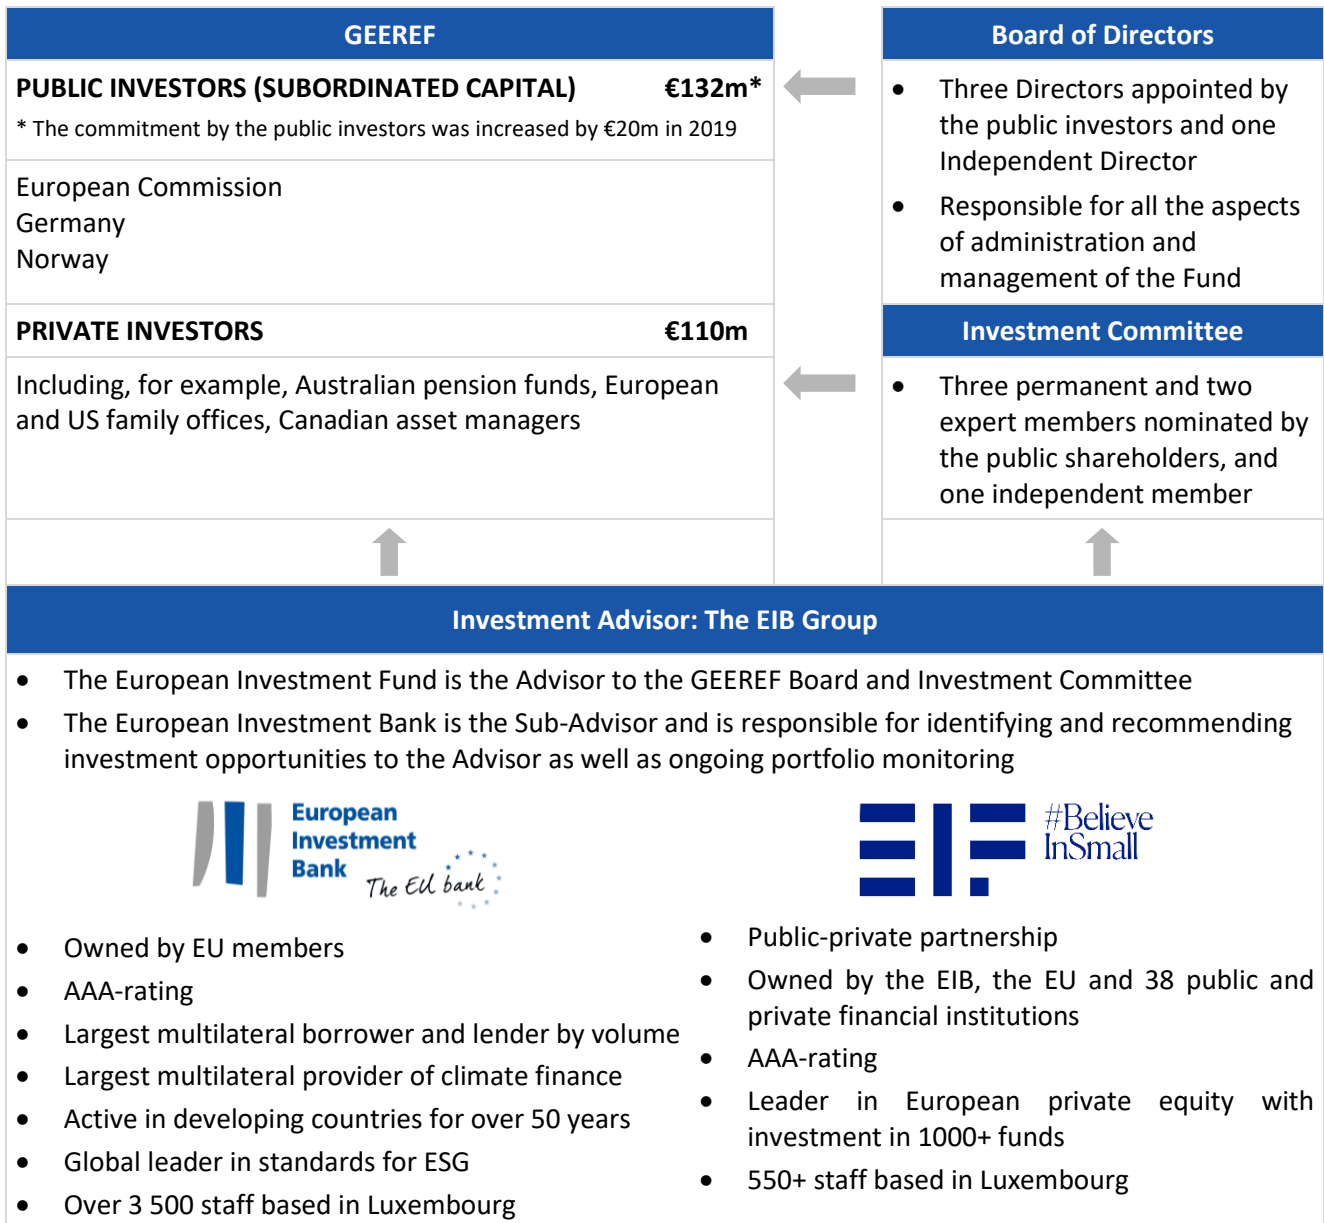 GEEREF
PUBLIC INVESTORS (SUBORDINATED CAPITAL) €132m*
* The commitment by the public investors was increased by €20m in 2019
European Commission
Germany
Norway
PRIVATE INVESTORS €110m
Including, for example, Australian pension funds, European
and US family offices, Canadian asset managers
Board of Directors
• Three Directors appointed by
the public investors and one
Independent Director
• Responsible for all the aspects
of administration and
management of the Fund
Investment Committee
• Three permanent and two
expert members nominated by
the public shareholders, and
one independent member
Investment Advisor: The EIB Group
• The European Investment Fund is the Advisor to the GEEREF Board and Investment Committee
• The European Investment Bank is the Sub-Advisor and is responsible for identifying and recommending
investment opportunities to the Advisor as well as ongoing portfolio monitoring
European
Investment
Bank
The EU bank
• Owned by EU members
• AAA-rating
• Largest multilateral borrower and lender by volume
• Largest multilateral provider of climate finance
• Active in developing countries for over 50 years
• Global leader in standards for ESG
• Over 3 500 staff based in Luxembourg
EIF
#Believe
InSmall
• Public-private partnership
• Owned by the EIB, the EU and 38 public and
private financial institutions
• AAA-rating
• Leader in European private equity with
investment in 1000+ funds
• 550+ staff based in Luxembourg